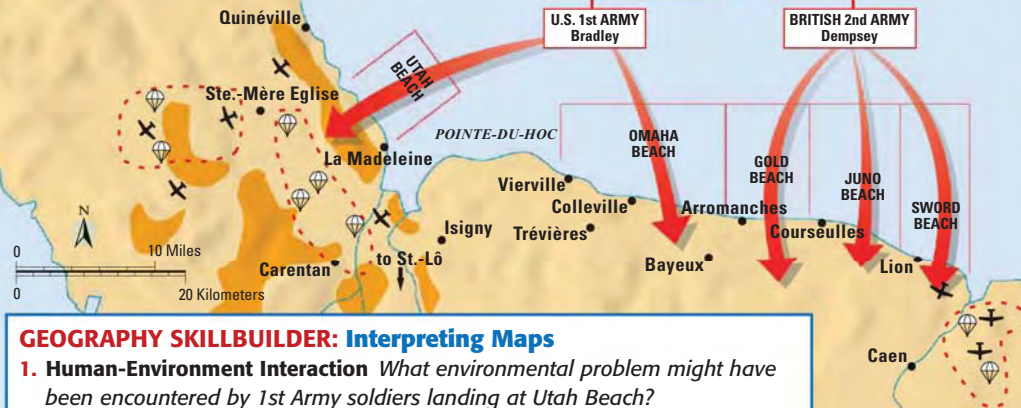 Quinéville
U.S. 1st ARMY
Bradley
BRITISH 2nd ARMY
Dempsey
UTAH
BEACH
Ste.-Mère Eglise
POINTE-DU-HOC
OMAHA
BEACH
La Madeleine
GOLD
BEACH
JUNO
BEACH
SWORD
BEACH
Vierville
Colleville
Arromanches
Courseulles
Trévières
Isigny
Bayeux
Lion
N
0 10 Miles
0 20 Kilometers
Carentan
to St.-Lô
Caen
GEOGRAPHY SKILLBUILDER: Interpreting Maps
1. Human-Environment Interaction What environmental problem might have
been encountered by 1st Army soldiers landing at Utah Beach?